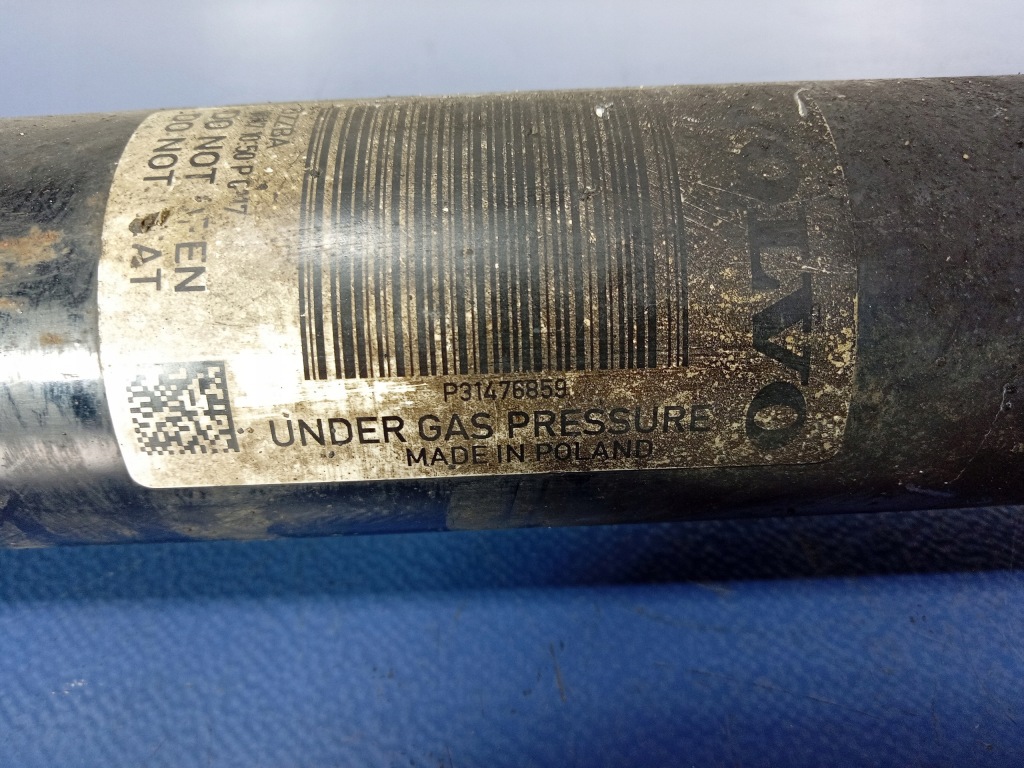 VOLVO
P31476859
UNDER GAS PRESSURE
MADE IN POLAND
DO NOT
EN
DO NOT
AT